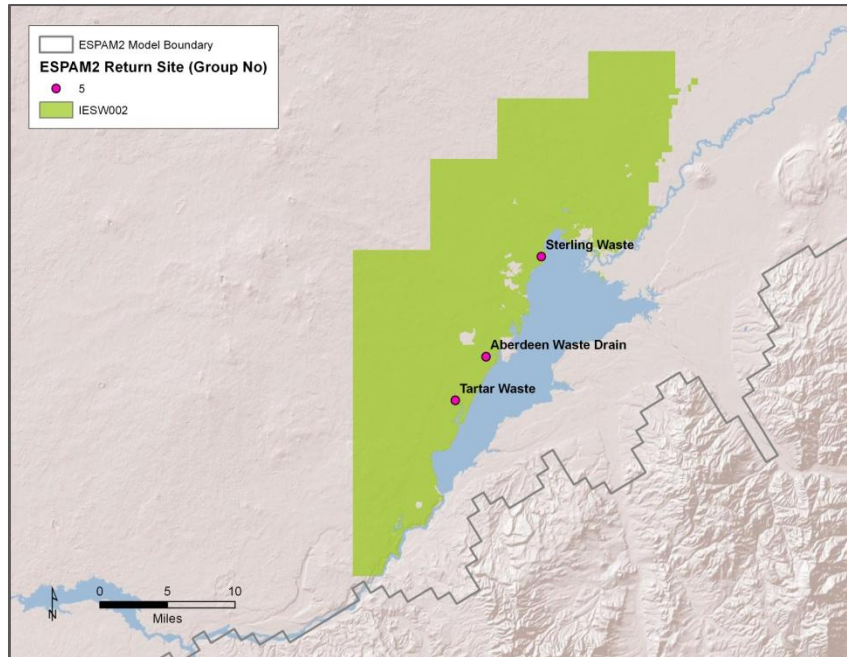 ESPAM2 Model Boundary
ESPAM2 Return Site (Group No)
5
IESW002
Sterling Waste
Aberdeen Waste Drain
Tartar Waste
N
0 5 10
Miles